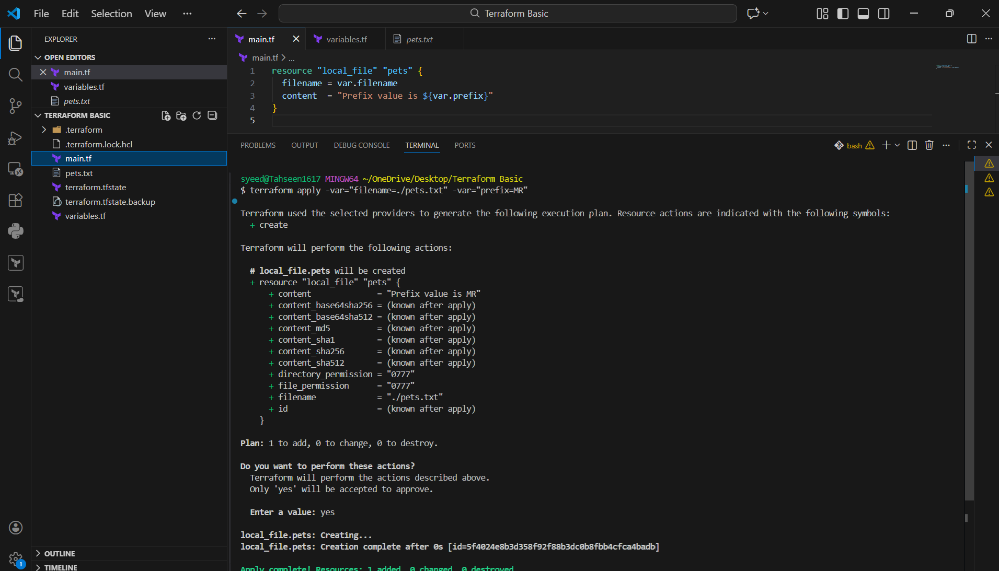 File Edit Selection View ...
Terraform Basic
EXPLORER ...
OPEN EDITORS
main.tf
variables.tf
pets.txt
TERRAFORM BASIC
.terraform
.terraform.lock.hcl
main.tf
pets.txt
terraform.tfstate
terraform.tfstate.backup
variables.tf
OUTLINE
TIMELINE
1
main.tf variables.tf pets.txt
main.tf > ...
1 resource "local_file" "pets" {
2 filename = var.filename
3 content = "Prefix value is ${var.prefix}"
4 }
5
PROBLEMS OUTPUT DEBUG CONSOLE TERMINAL PORTS
bash
syeed@Tahseen1617 MINGW64 ~/OneDrive/Desktop/Terraform Basic
$ terraform apply -var="filename=./pets.txt" -var="prefix=MR"
Terraform used the selected providers to generate the following execution plan. Resource actions are indicated with the following symbols:
+ create
Terraform will perform the following actions:
# local_file.pets will be created
+ resource "local_file" "pets" {
+ content = "Prefix value is MR"
+ content_base64sha256 = (known after apply)
+ content_base64sha512 = (known after apply)
+ content_md5 = (known after apply)
+ content_sha1 = (known after apply)
+ content_sha256 = (known after apply)
+ content_sha512 = (known after apply)
+ directory_permission = "0777"
+ file_permission = "0777"
+ filename = "./pets.txt"
+ id = (known after apply)
}
Plan: 1 to add, 0 to change, 0 to destroy.
Do you want to perform these actions?
Terraform will perform the actions described above.
Only 'yes' will be accepted to approve.
Enter a value: yes
local_file.pets: Creating...
local_file.pets: Creation complete after 0s [id=5f4024e8b3d358f92f88b3dc0b8fbb4cfca4badb]
Apply complete! Resources: 1 added, 0 changed, 0 destroyed